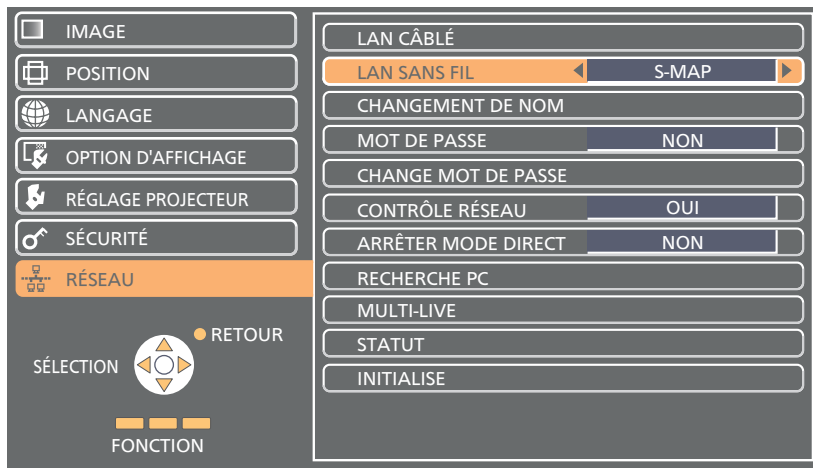 IMAGE
POSITION
LANGAGE
OPTION D'AFFICHAGE
RÉGLAGE PROJECTEUR
SÉCURITÉ
RÉSEAU
RETOUR
SÉLECTION
FONCTION
LAN CÂBLÉ
LAN SANS FIL S-MAP
CHANGEMENT DE NOM
MOT DE PASSE NON
CHANGE MOT DE PASSE
CONTRÔLE RÉSEAU OUI
ARRÊTER MODE DIRECT NON
RECHERCHE PC
MULTI-LIVE
STATUT
INITIALISE